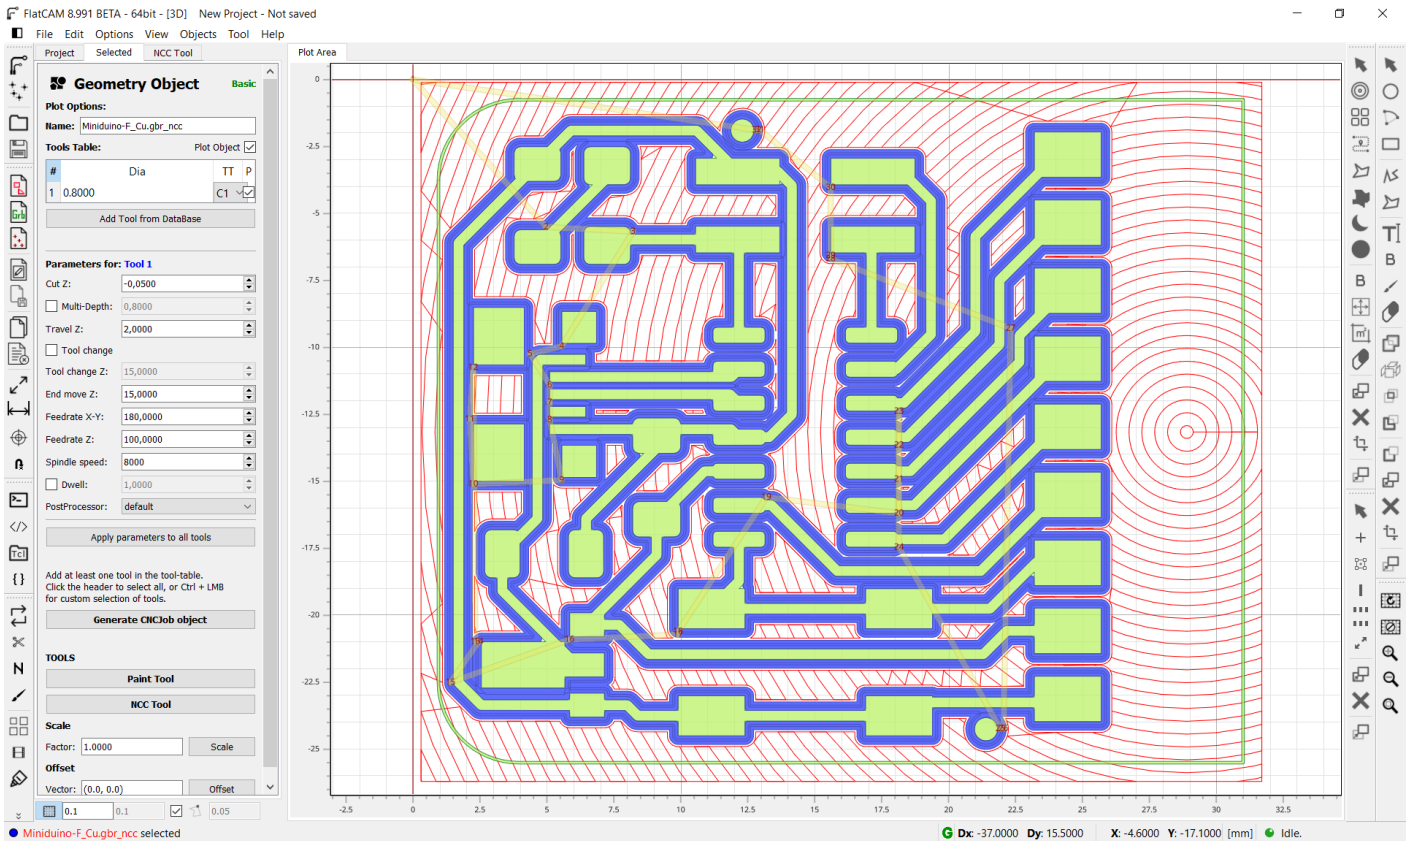 FlatCAM 8.991 BETA - 64bit - [3D]    New Project - Not saved
File Edit Options View Objects Tool Help
Project Selected NCC Tool
Plot Area
Geometry Object Basic
Plot Options:
Name: Miniduino-F_Cu.gbr_ncc
Tools Table: Plot Object
# Dia TT P
1 0.8000 C1
Add Tool from DataBase
Parameters for: Tool 1
Cut Z: -0,0500
Multi-Depth: 0,8000
Travel Z: 2,0000
Tool change
Tool change Z: 15,0000
End move Z: 15,0000
Feedrate X-Y: 180,0000
Feedrate Z: 100,0000
Spindle speed: 8000
Dwell: 1,0000
PostProcessor: default
Apply parameters to all tools
Add at least one tool in the tool-table.
Click the header to select all, or Ctrl + LMB
for custom selection of tools.
Generate CNCJob object
TOOLS
Paint Tool
NCC Tool
Scale
Factor: 1.0000 Scale
Offset
Vector: (0.0, 0.0) Offset
0.1 0.1 0.05
0
-2.5
-5
-7.5
-10
-12.5
-15
-17.5
-20
-22.5
-25
-2.5 0 2.5 5 7.5 10 12.5 15 17.5 20 22.5 25 27.5 30 32.5
Miniduino-F_Cu.gbr_ncc selected
G Dx: -37.0000 Dy: 15.5000 X: -4.6000 Y: -17.1000 [mm] Idle.